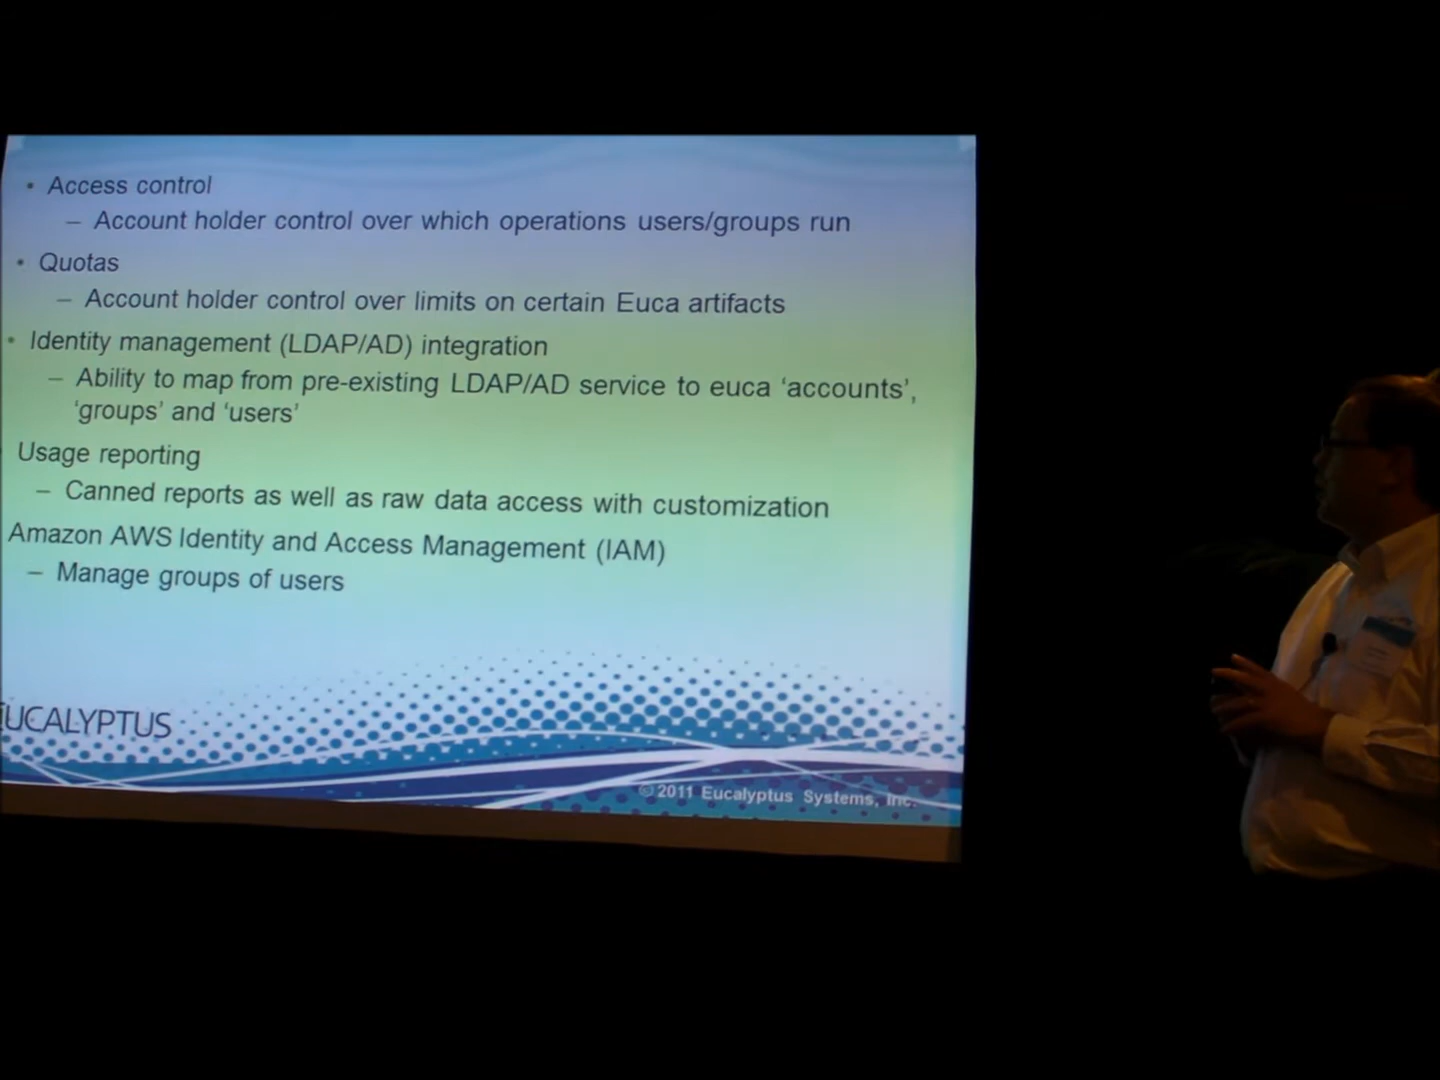 • Access control
– Account holder control over which operations users/groups run
• Quotas
– Account holder control over limits on certain Euca artifacts
• Identity management (LDAP/AD) integration
– Ability to map from pre-existing LDAP/AD service to euca ‘accounts’,
‘groups’ and ‘users’
Usage reporting
– Canned reports as well as raw data access with customization
Amazon AWS Identity and Access Management (IAM)
– Manage groups of users
EUCALYPTUS
© 2011 Eucalyptus Systems, Inc.